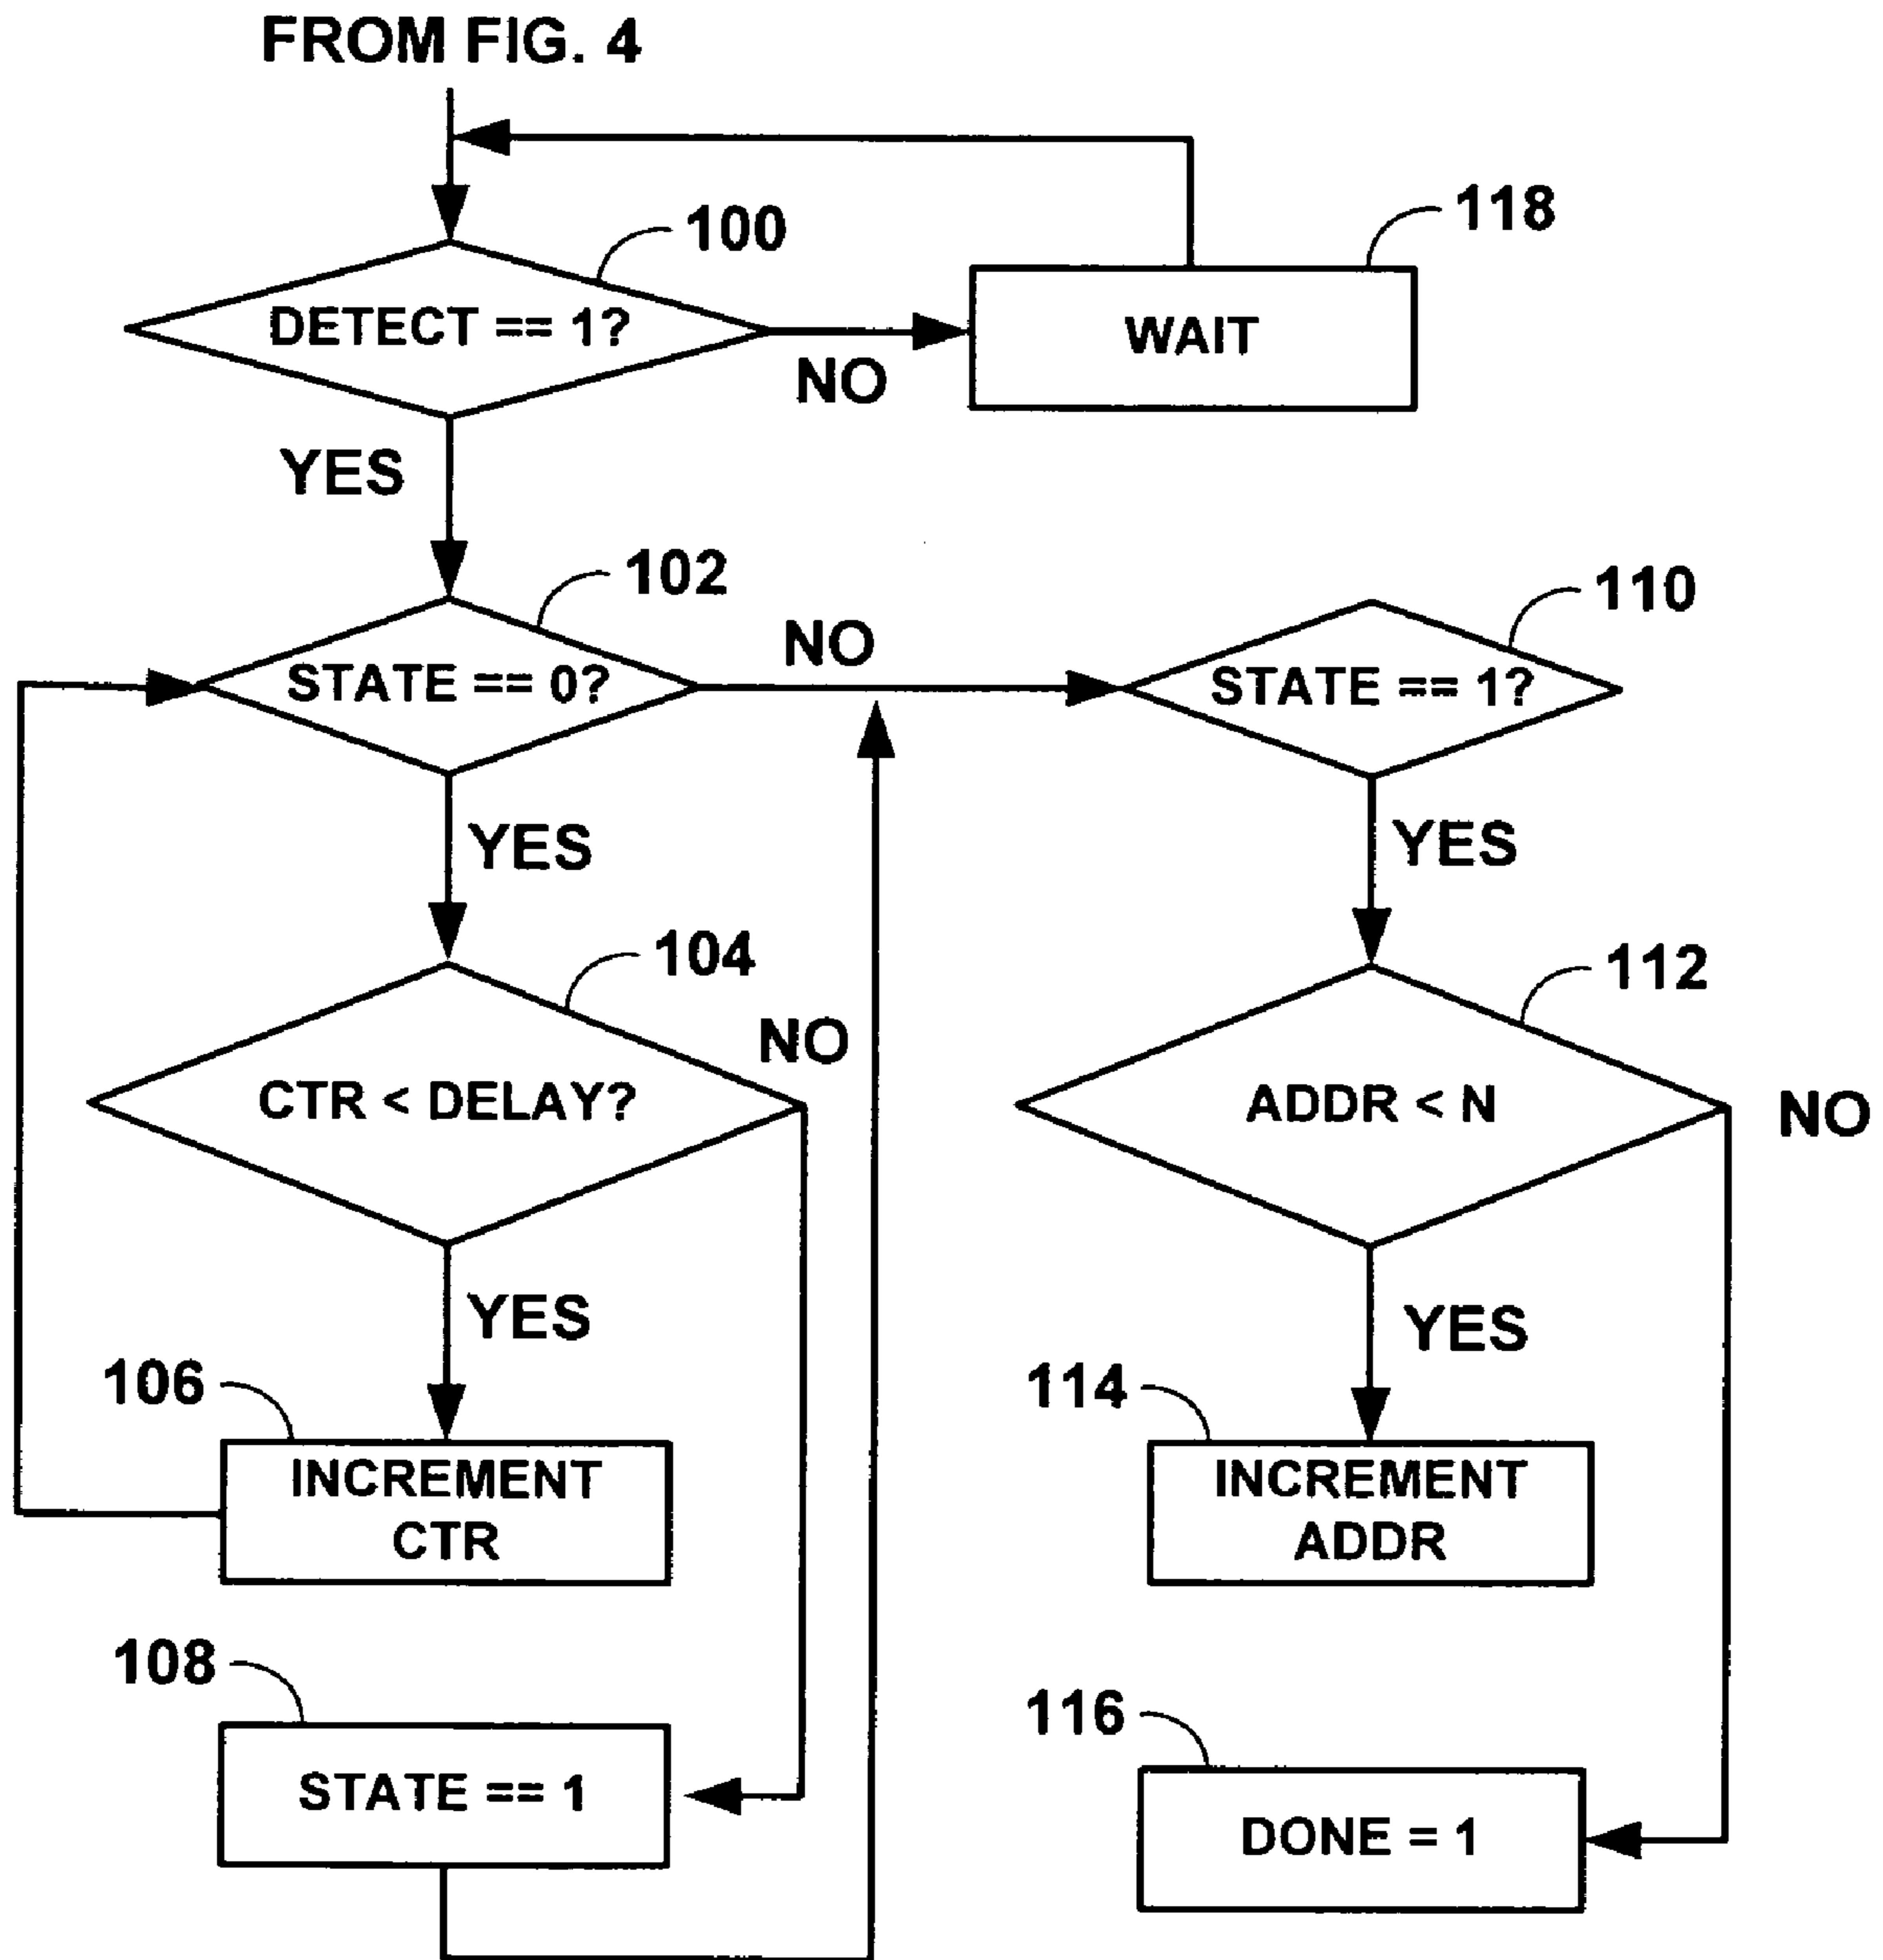 FROM FIG. 4
100
118
DETECT == 1?
NO
WAIT
YES
102
110
NO
STATE == 0?
STATE == 1?
YES
YES
104
112
NO
CTR < DELAY?
ADDR < N
NO
YES
YES
106
114
INCREMENT
CTR
INCREMENT
ADDR
108
116
STATE == 1
DONE = 1